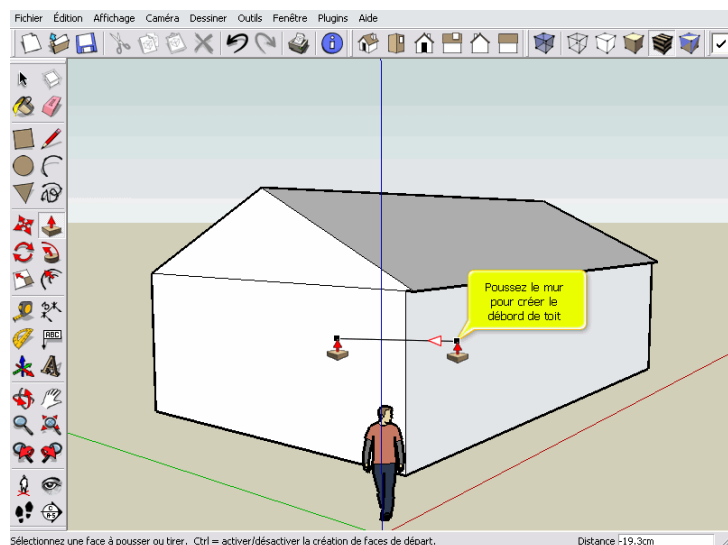 Fichier Édition Affichage Caméra Dessiner Outils Fenêtre Plugins Aide
Poussez le mur
pour créer le
débord de toit
ABC
Sélectionnez une face à pousser ou tirer. Ctrl = activer/désactiver la création de faces de départ. Distance -19.3cm